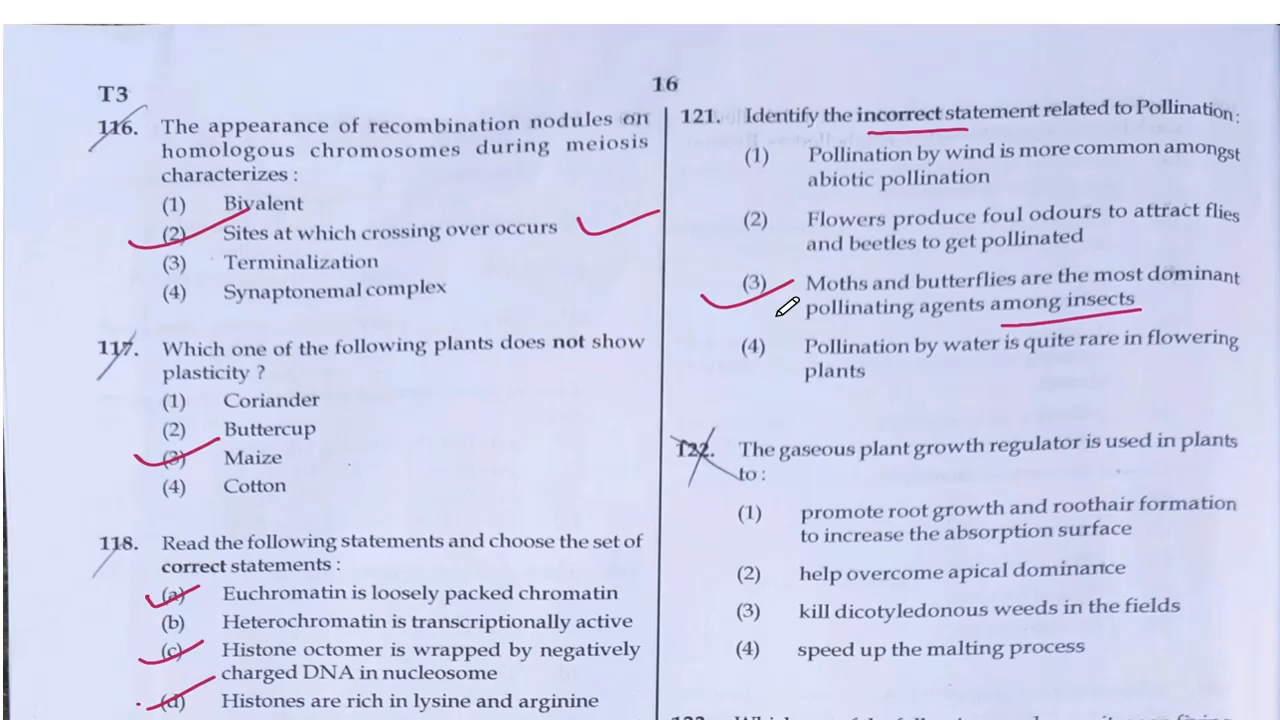 T3
16
116. The appearance of recombination nodules on
homologous chromosomes during meiosis
characterizes :
(1) Bivalent
(2) Sites at which crossing over occurs
(3) Terminalization
(4) Synaptonemal complex
117. Which one of the following plants does not show
plasticity ?
(1) Coriander
(2) Buttercup
(3) Maize
(4) Cotton
118. Read the following statements and choose the set of
correct statements :
(a) Euchromatin is loosely packed chromatin
(b) Heterochromatin is transcriptionally active
(c) Histone octomer is wrapped by negatively
charged DNA in nucleosome
(d) Histones are rich in lysine and arginine
121. Identify the incorrect statement related to Pollination:
(1) Pollination by wind is more common amongst
abiotic pollination
(2) Flowers produce foul odours to attract flies
and beetles to get pollinated
(3) Moths and butterflies are the most dominant
pollinating agents among insects
(4) Pollination by water is quite rare in flowering
plants
122. The gaseous plant growth regulator is used in plants
to :
(1) promote root growth and roothair formation
to increase the absorption surface
(2) help overcome apical dominance
(3) kill dicotyledonous weeds in the fields
(4) speed up the malting process